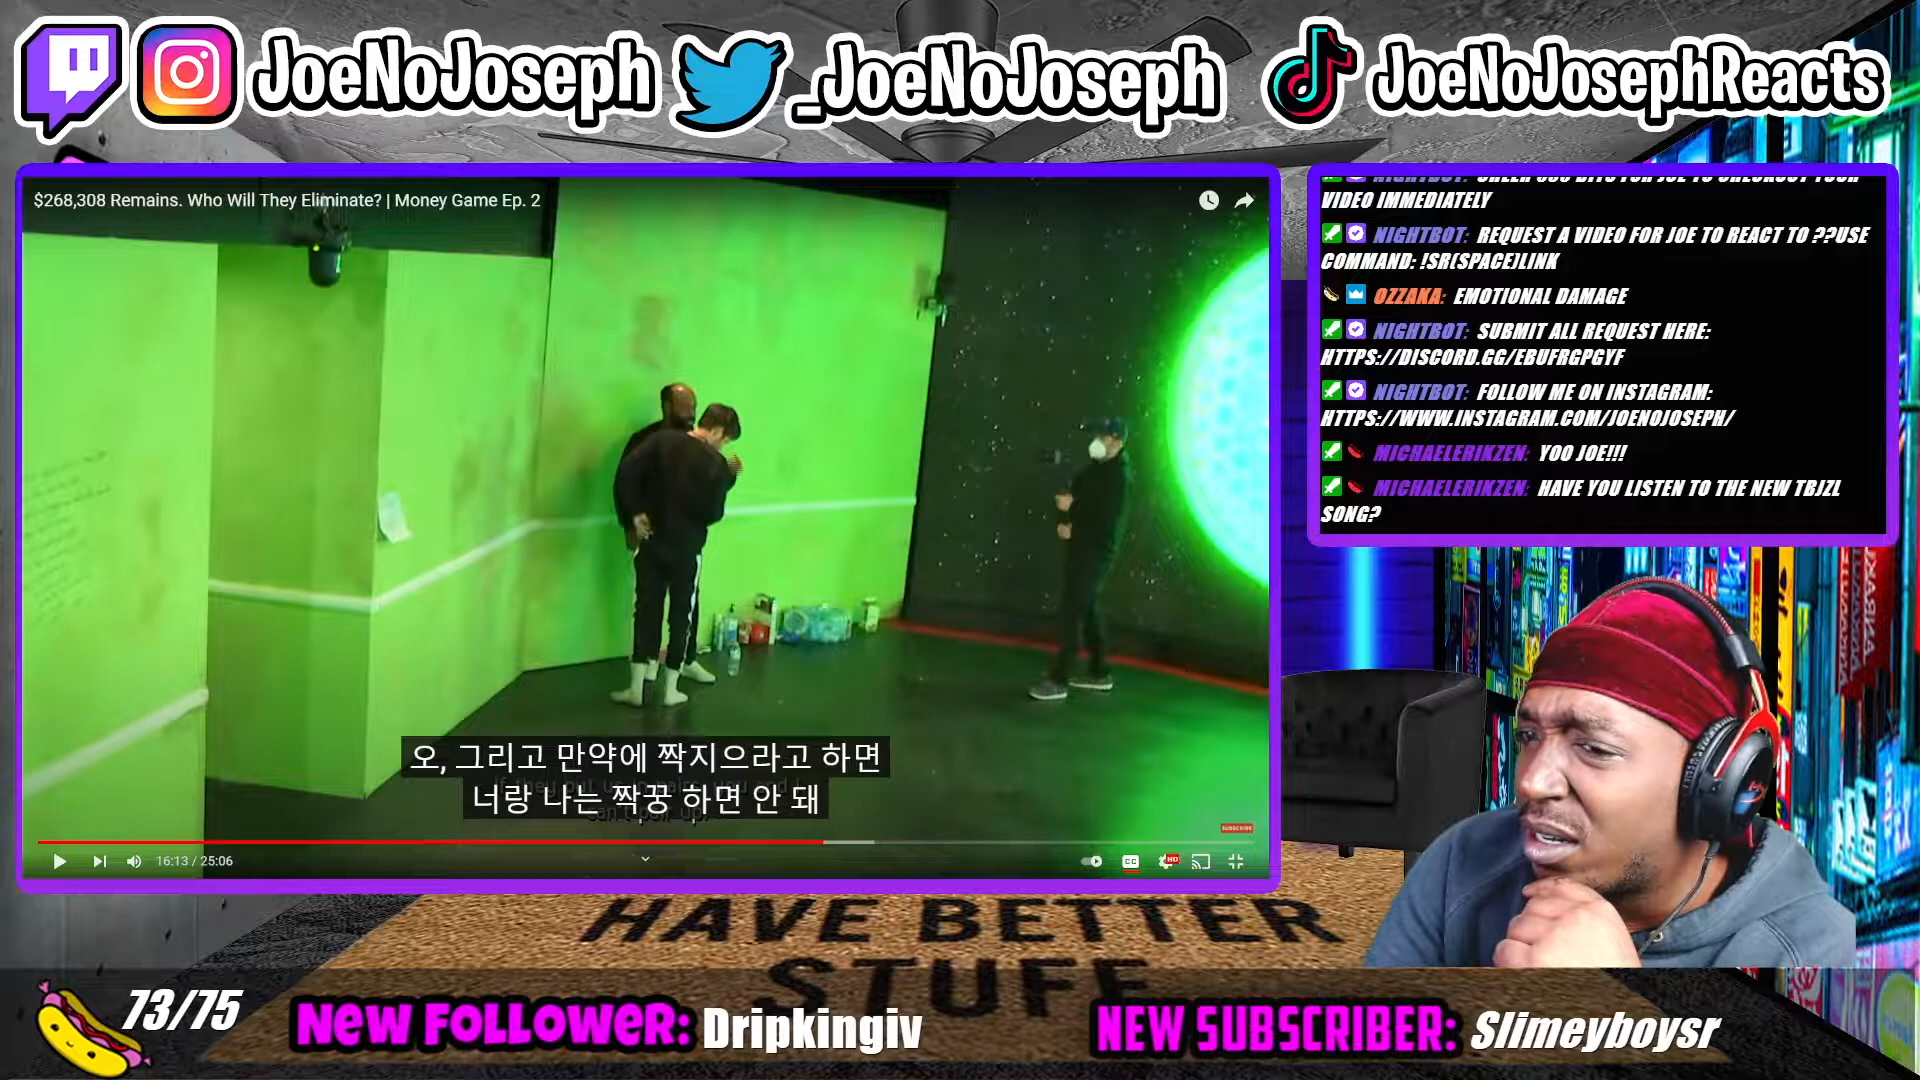 JoeNoJoseph
_JoeNoJoseph
JoeNoJosephReacts
$268,308 Remains. Who Will They Eliminate? | Money Game Ep. 2
오, 그리고 만약에 짝지으라고 하면
너랑 나는 짝꿍 하면 안 돼
SUBSCRIBE
16:13 / 25:06
CC
HD
VIDEO IMMEDIATELY
NIGHTBOT: REQUEST A VIDEO FOR JOE TO REACT TO ??USE
COMMAND: !SR(SPACE)LINK
OZZAKA: EMOTIONAL DAMAGE
NIGHTBOT: SUBMIT ALL REQUEST HERE:
HTTPS://DISCORD.GG/EBUFRGPGYF
NIGHTBOT: FOLLOW ME ON INSTAGRAM:
HTTPS://WWW.INSTAGRAM.COM/JOENOJOSEPH/
MICHAELERIKZEN: YOO JOE!!!
MICHAELERIKZEN: HAVE YOU LISTEN TO THE NEW TBJZL
SONG?
HAVE BETTER
STUFF
73/75
NEW FOLLOWER: Dripkingiv
NEW SUBSCRIBER: Slimeyboysr